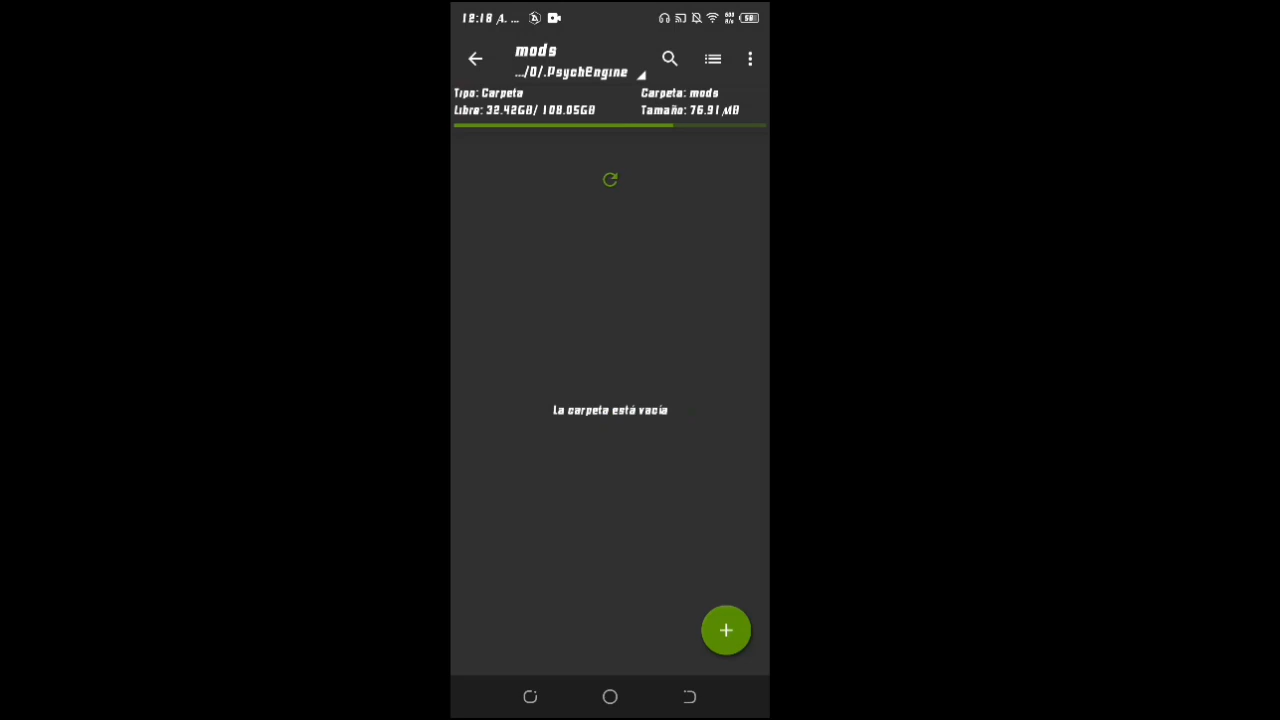 12:18 A. ...
58
mods
.../0/.PsychEngine
Tipo: Carpeta
Carpeta: mods
Libre: 32.42GB/ 108.05GB
Tamaño: 76.91 MB
La carpeta está vacía